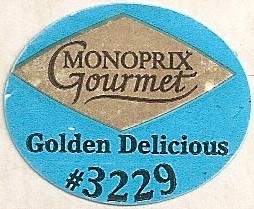 MONOPRIX
Gourmet
Golden Delicious
#3229